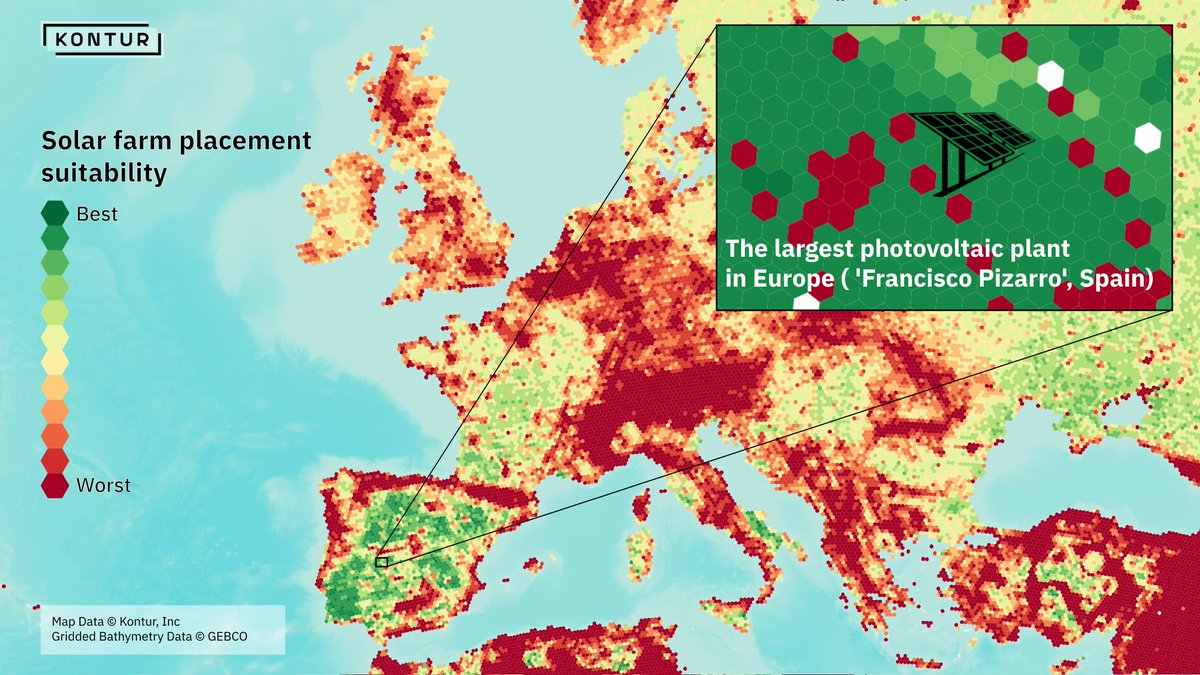 KONTUR
Solar farm placement
suitability
Best
Worst
The largest photovoltaic plant
in Europe ( 'Francisco Pizarro', Spain)
Map Data © Kontur, Inc
Gridded Bathymetry Data © GEBCO